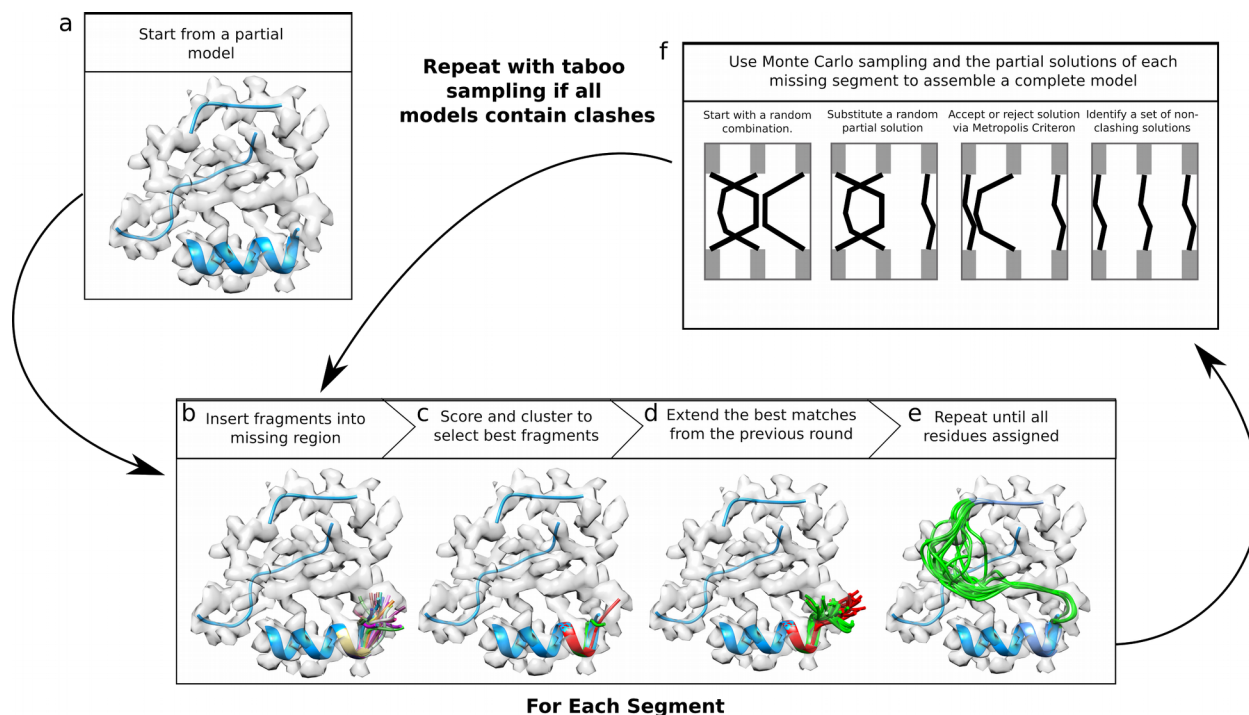 a
Start from a partial
model
Repeat with taboo
sampling if all
models contain clashes
f
Use Monte Carlo sampling and the partial solutions of each
missing segment to assemble a complete model
Start with a random
combination.
Substitute a random
partial solution
Accept or reject solution
via Metropolis Criteron
Identify a set of non-
clashing solutions
b
Insert fragments into
missing region
c
Score and cluster to
select best fragments
d
Extend the best matches
from the previous round
e
Repeat until all
residues assigned
For Each Segment